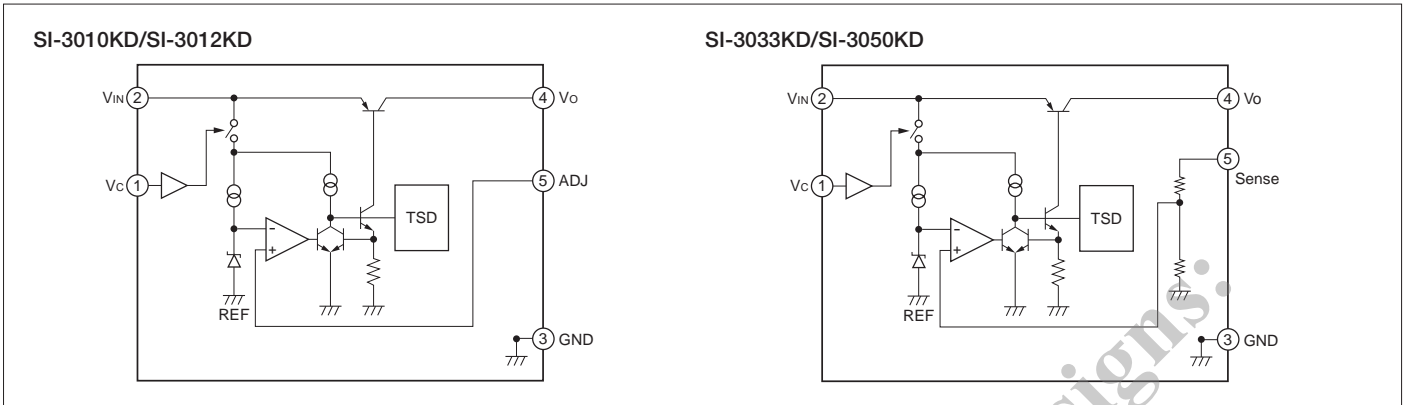 SI-3010KD/SI-3012KD
VIN 2
4 VO
VC 1
5 ADJ
TSD
-
+
REF
3 GND
SI-3033KD/SI-3050KD
VIN 2
4 Vo
5
Sense
VC 1
TSD
-
+
REF
3 GND
signs: